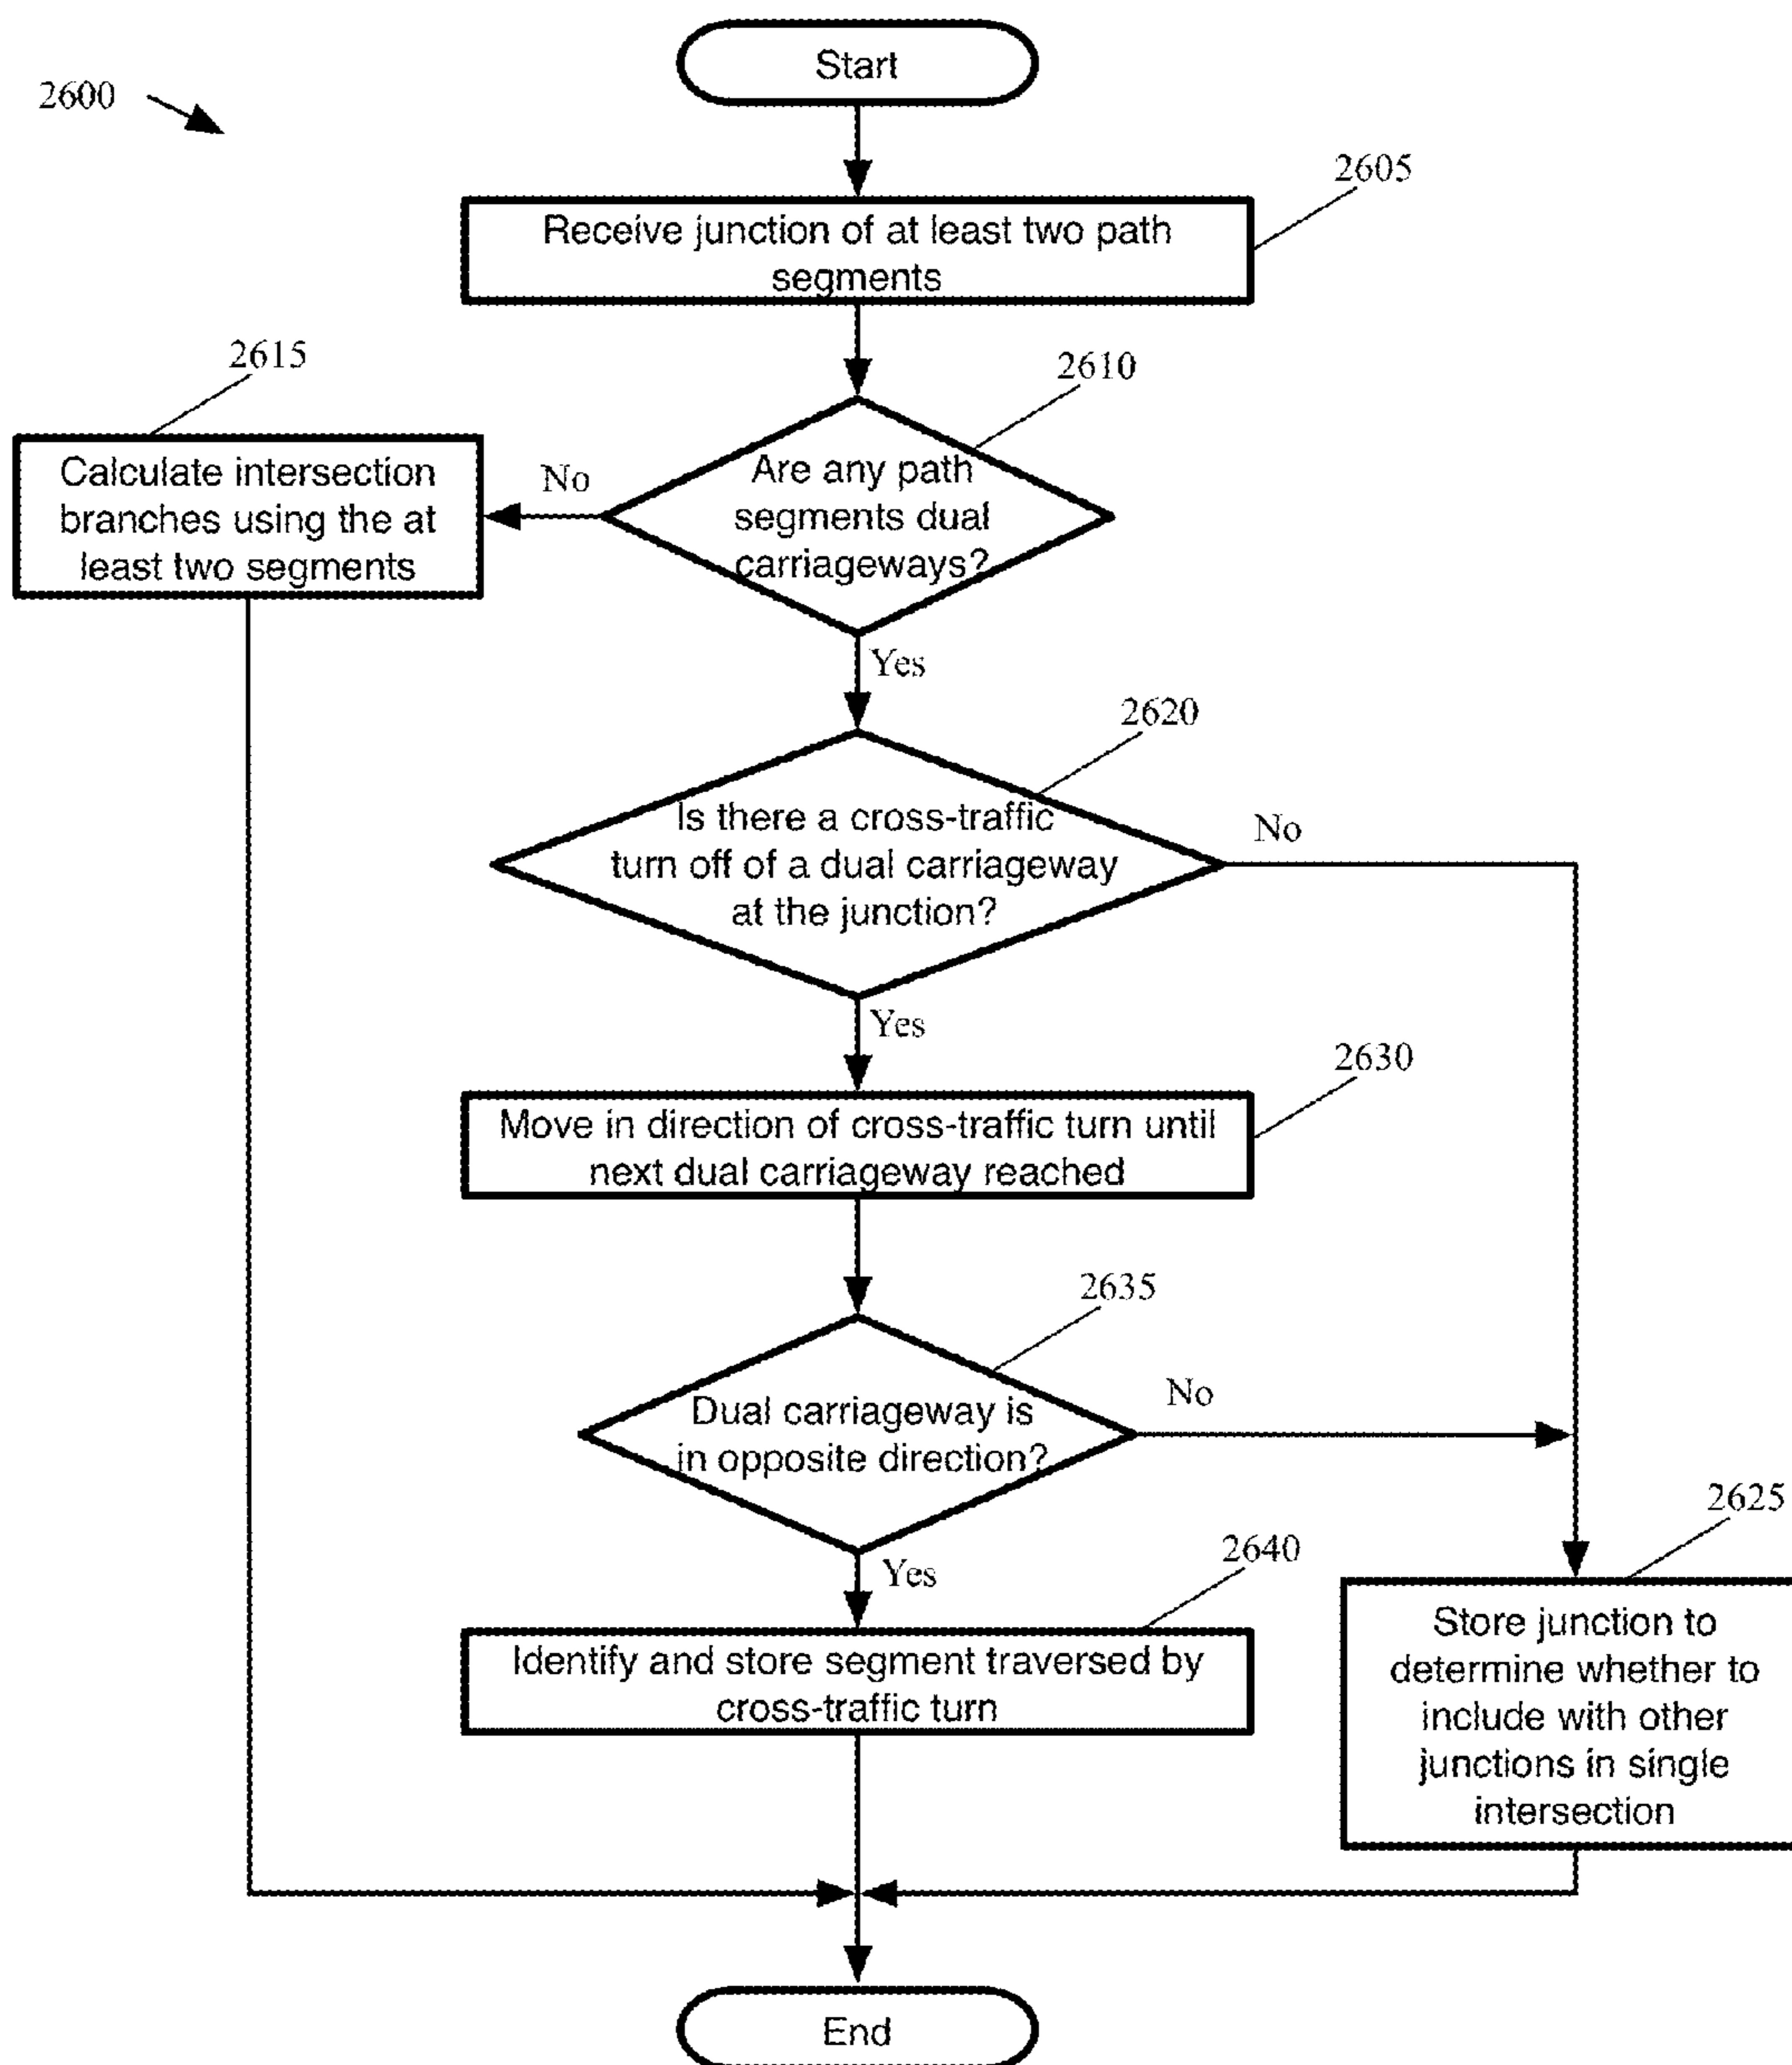 Start
2600
2605
Receive junction of at least two path
segments
2615
2610
Calculate intersection
branches using the at
least two segments
No
Are any path
segments dual
carriageways?
Yes
2620
Is there a cross-traffic
turn off of a dual carriageway
at the junction?
No
Yes
2630
Move in direction of cross-traffic turn until
next dual carriageway reached
2635
Dual carriageway is
in opposite direction?
No
Yes
2640
Identify and store segment traversed by
cross-traffic turn
2625
Store junction to
determine whether to
include with other
junctions in single
intersection
End